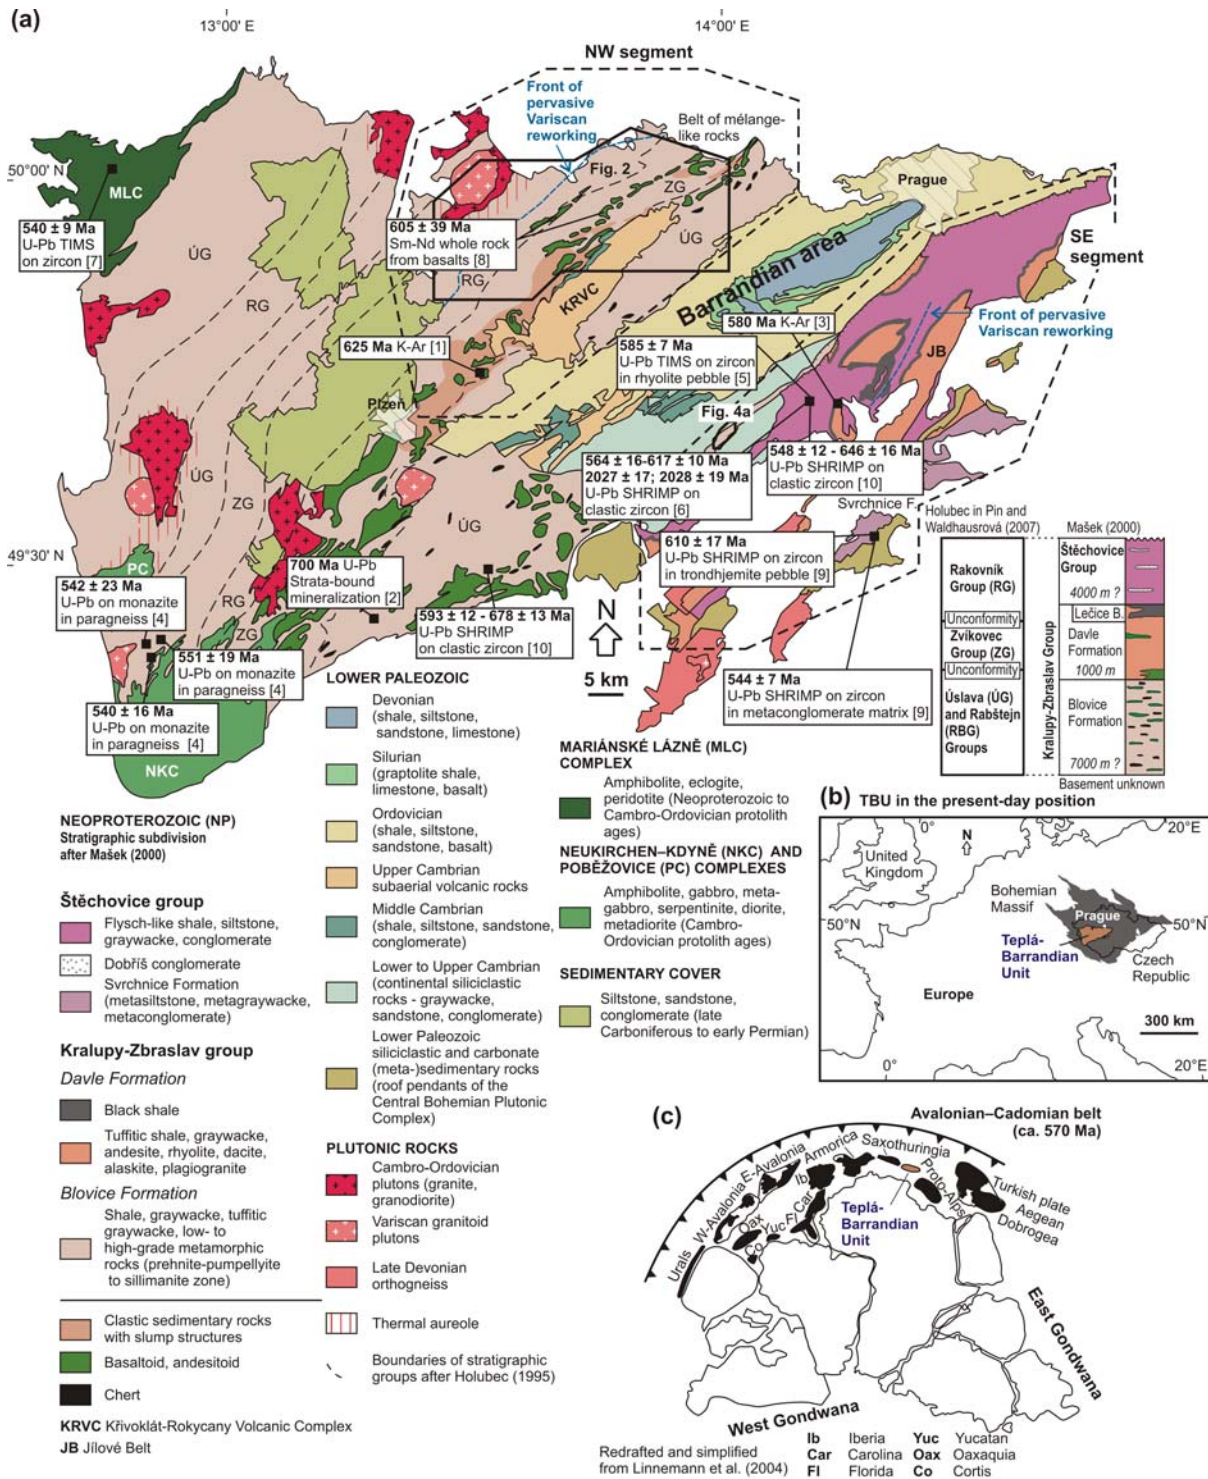 (a)
13°00' E
14°00' E
NW segment
Front of
pervasive
Variscan
reworking
Belt of mélange-
like rocks
50°00' N
MLC
Fig. 2
ZG
Prague
540 ± 9 Ma
U-Pb TIMS
on zircon [7]
605 ± 39 Ma
Sm-Nd whole rock
from basalts [8]
ÚG
ÚG
SE
segment
RG
RG
KRVC
Barrandian area
580 Ma K-Ar [3]
Front of pervasive
Variscan reworking
625 Ma K-Ar [1]
585 ± 7 Ma
U-Pb TIMS on zircon
in rhyolite pebble [5]
JB
Plzeň
Fig. 4a
564 ± 16-617 ± 10 Ma
2027 ± 17; 2028 ± 19 Ma
U-Pb SHRIMP on
clastic zircon [6]
548 ± 12 - 646 ± 16 Ma
U-Pb SHRIMP on
clastic zircon [10]
ÚG
ZG
ÚG
Svrchnice F.
49°30' N
PC
700 Ma U-Pb
Strata-bound
mineralization [2]
610 ± 17 Ma
U-Pb SHRIMP on zircon
in trondhjemite pebble [9]
542 ± 23 Ma
U-Pb on monazite
in paragneiss [4]
RG
ZG
593 ± 12 - 678 ± 13 Ma
U-Pb SHRIMP
on clastic zircon [10]
N
5 km
551 ± 19 Ma
U-Pb on monazite
in paragneiss [4]
544 ± 7 Ma
U-Pb SHRIMP on zircon
in metaconglomerate matrix [9]
540 ± 16 Ma
U-Pb on monazite
in paragneiss [4]
NKC
Holubec in Pin and
Waldhausrová (2007)
Mašek (2000)
Rakovník
Group (RG)
Unconformity
Zvíkovec
Group (ZG)
Unconformity
Úslava (ÚG)
and Rabštejn
(RBG)
Groups
Kralupy-Zbraslav Group
Štěchovice
Group
4000 m ?
Lečice B.
Davle
Formation
1000 m
Blovice
Formation
7000 m ?
Basement unknown
NEOPROTEROZOIC (NP)
Stratigraphic subdivision
after Mašek (2000)
Štěchovice group
Flysch-like shale, siltstone,
graywacke, conglomerate
Dobříš conglomerate
Svrchnice Formation
(metasiltstone, metagraywacke,
metaconglomerate)
Kralupy-Zbraslav group
Davle Formation
Black shale
Tuffitic shale, graywacke,
andesite, rhyolite, dacite,
alaskite, plagiogranite
Blovice Formation
Shale, graywacke, tuffitic
graywacke, low- to
high-grade metamorphic
rocks (prehnite-pumpellyite
to sillimanite zone)
Clastic sedimentary rocks
with slump structures
Basaltoid, andesitoid
Chert
KRVC Křivoklát-Rokycany Volcanic Complex
JB Jílové Belt
LOWER PALEOZOIC
Devonian
(shale, siltstone,
sandstone, limestone)
Silurian
(graptolite shale,
limestone, basalt)
Ordovician
(shale, siltstone,
sandstone, basalt)
Upper Cambrian
subaerial volcanic rocks
Middle Cambrian
(shale, siltstone, sandstone,
conglomerate)
Lower to Upper Cambrian
(continental siliciclastic
rocks - graywacke,
sandstone, conglomerate)
Lower Paleozoic
siliciclastic and carbonate
(meta-)sedimentary rocks
(roof pendants of the
Central Bohemian Plutonic
Complex)
PLUTONIC ROCKS
Cambro-Ordovician
plutons (granite,
granodiorite)
Variscan granitoid
plutons
Late Devonian
orthogneiss
Thermal aureole
Boundaries of stratigraphic
groups after Holubec (1995)
MARIÁNSKÉ LÁZNĚ (MLC)
COMPLEX
Amphibolite, eclogite,
peridotite (Neoproterozoic to
Cambro-Ordovician protolith
ages)
NEUKIRCHEN–KDYNĚ (NKC) AND
POBĚŽOVICE (PC) COMPLEXES
Amphibolite, gabbro, meta-
gabbro, serpentinite, diorite,
metadiorite (Cambro-
Ordovician protolith ages)
SEDIMENTARY COVER
Siltstone, sandstone,
conglomerate (late
Carboniferous to early Permian)
(b) TBU in the present-day position
0°
N
20°E
United
Kingdom
Bohemian
Massif
50°N
Prague
50°N
Teplá-
Barrandian
Unit
Czech
Republic
Europe
300 km
0°
20°E
(c)
Avalonian–Cadomian belt
(ca. 570 Ma)
Urals
W-Avalonia
E-Avalonia
Armorica
Saxothuringia
Ib
Car
Oax
Yuc
Fl
Co
Teplá-
Barrandian
Unit
Proto-Alps
Turkish plate
Aegean
Dobrogea
East Gondwana
West Gondwana
Redrafted and simplified
from Linnemann et al. (2004)
Ib Iberia Yuc Yucatan
Car Carolina Oax Oaxaquia
Fl Florida Co Cortis